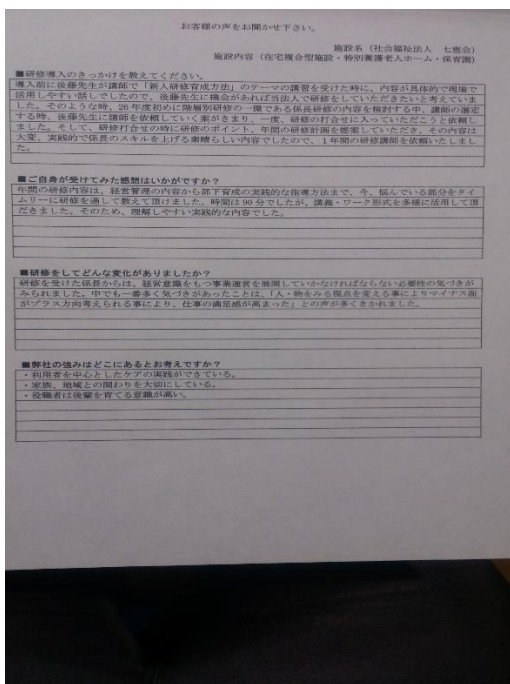 お客様の声をお聞かせ下さい。
施設名（社会福祉法人　七恵会）
施設内容（在宅複合型施設・特別養護老人ホーム・保育園）
■研修導入のきっかけを教えてください。
導入前に後藤先生が講師で「新人研修育成方法」のテーマの講習を受けた時に、内容が具体的で現場で
活用しやすい話しでしたので、後藤先生に機会があれば当法人で研修をしていただきたいと考えていま
した。そのような時、26年度初めに階層別研修の一環である係長研修の内容を検討する中、講師の選定
する時、後藤先生に講師を依頼していく案がきまり、一度、研修の打合せに入っていただこうと依頼し
ました。そして、研修打合せの時に研修のポイント、年間の研修計画を提案していただき、その内容は
大変、実践的で係長のスキルを上げる素晴らしい内容でしたので、１年間の研修講師を依頼いたしまし
た。
■ご自身が受けてみた感想はいかがですか？
年間の研修内容は、経営管理の内容から部下育成の実践的な指導方法まで、今、悩んでいる部分をタイ
ムリーに研修を通して教えて頂けました。時間は90分でしたが、講義・ワーク形式を多様に活用して頂
だきました。そのため、理解しやすい実践的な内容でした。
■研修をしてどんな変化がありましたか？
研修を受けた係長からは、経営意識をもつ事業運営を展開していかなければならない必要性の気づきが
みられました。中でも一番多く気づきがあったことは、「人・物をみる視点を変える事によりマイナス面
がプラス方向考えられる事により、仕事の満足感が高まった」との声が多くきかれました。
■弊社の強みはどこにあるとお考えですか？
・利用者を中心としたケアの実践ができている。
・家族、地域との関わりを大切にしている。
・役職者は後輩を育てる意識が高い。